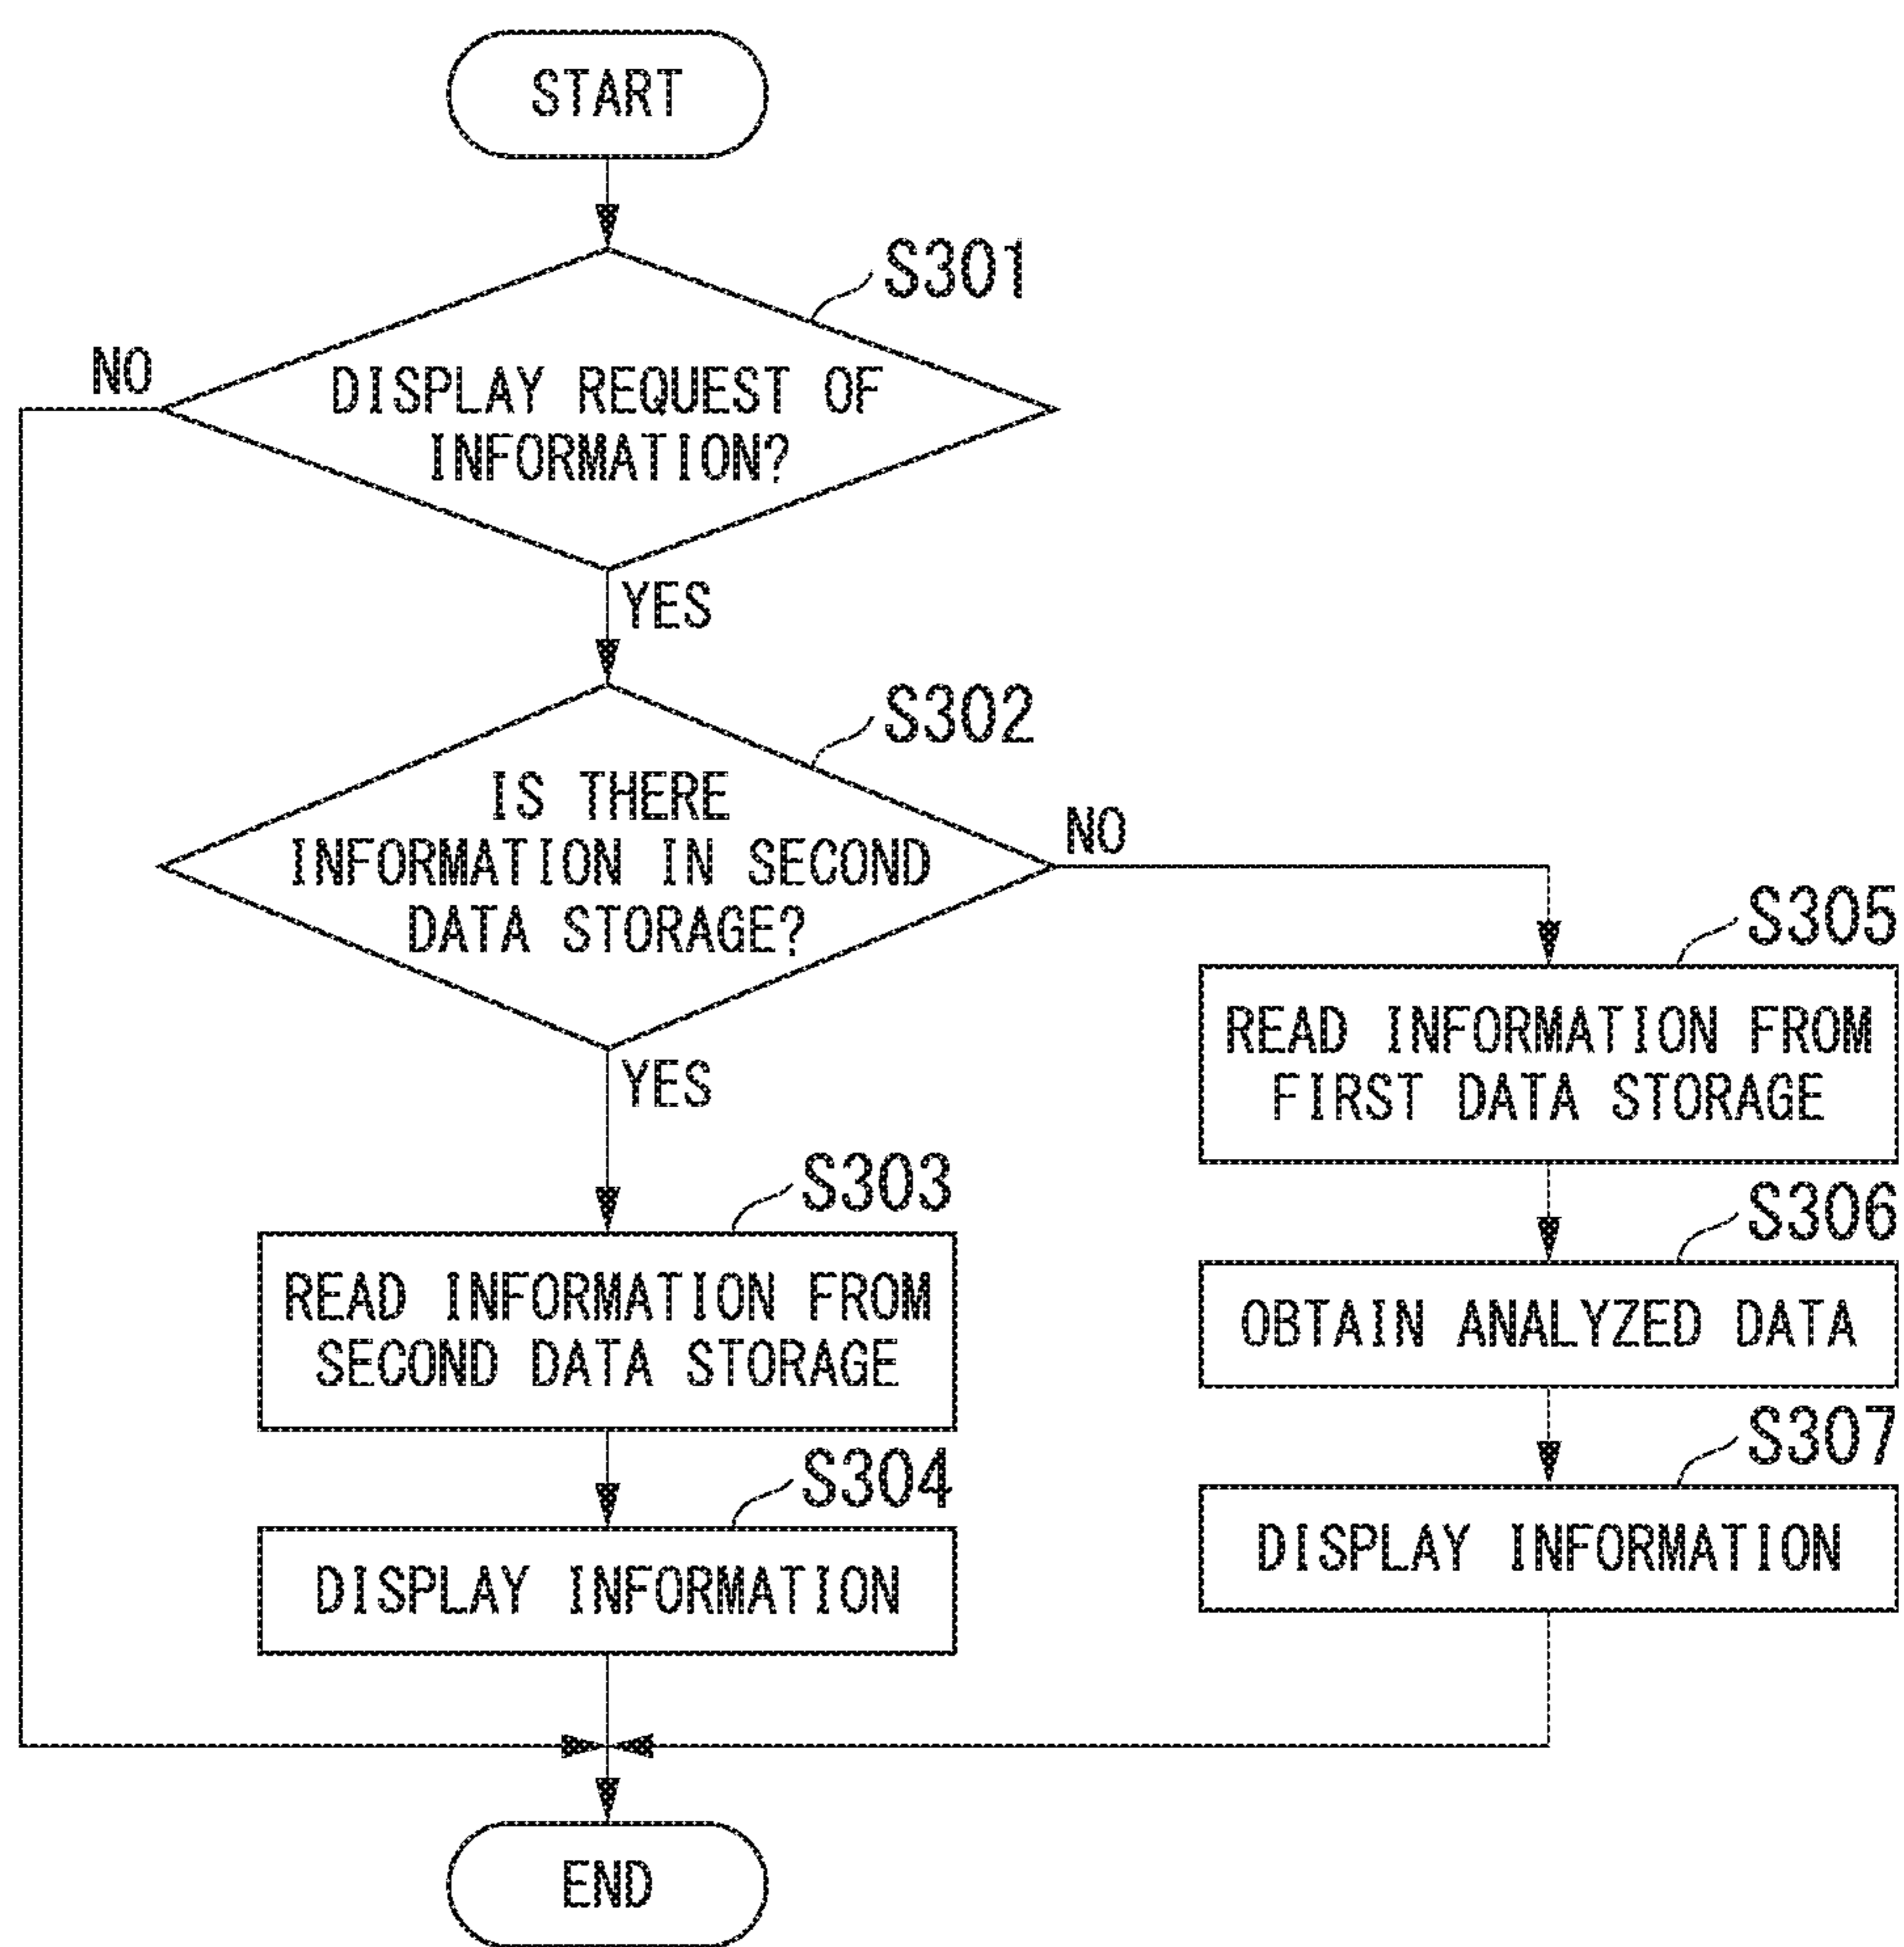 START
S301
NO
DISPLAY REQUEST OF
INFORMATION?
YES
S302
IS THERE
INFORMATION IN SECOND
DATA STORAGE?
NO
YES
S305
READ INFORMATION FROM
FIRST DATA STORAGE
S303
READ INFORMATION FROM
SECOND DATA STORAGE
S306
OBTAIN ANALYZED DATA
S304
DISPLAY INFORMATION
S307
DISPLAY INFORMATION
END